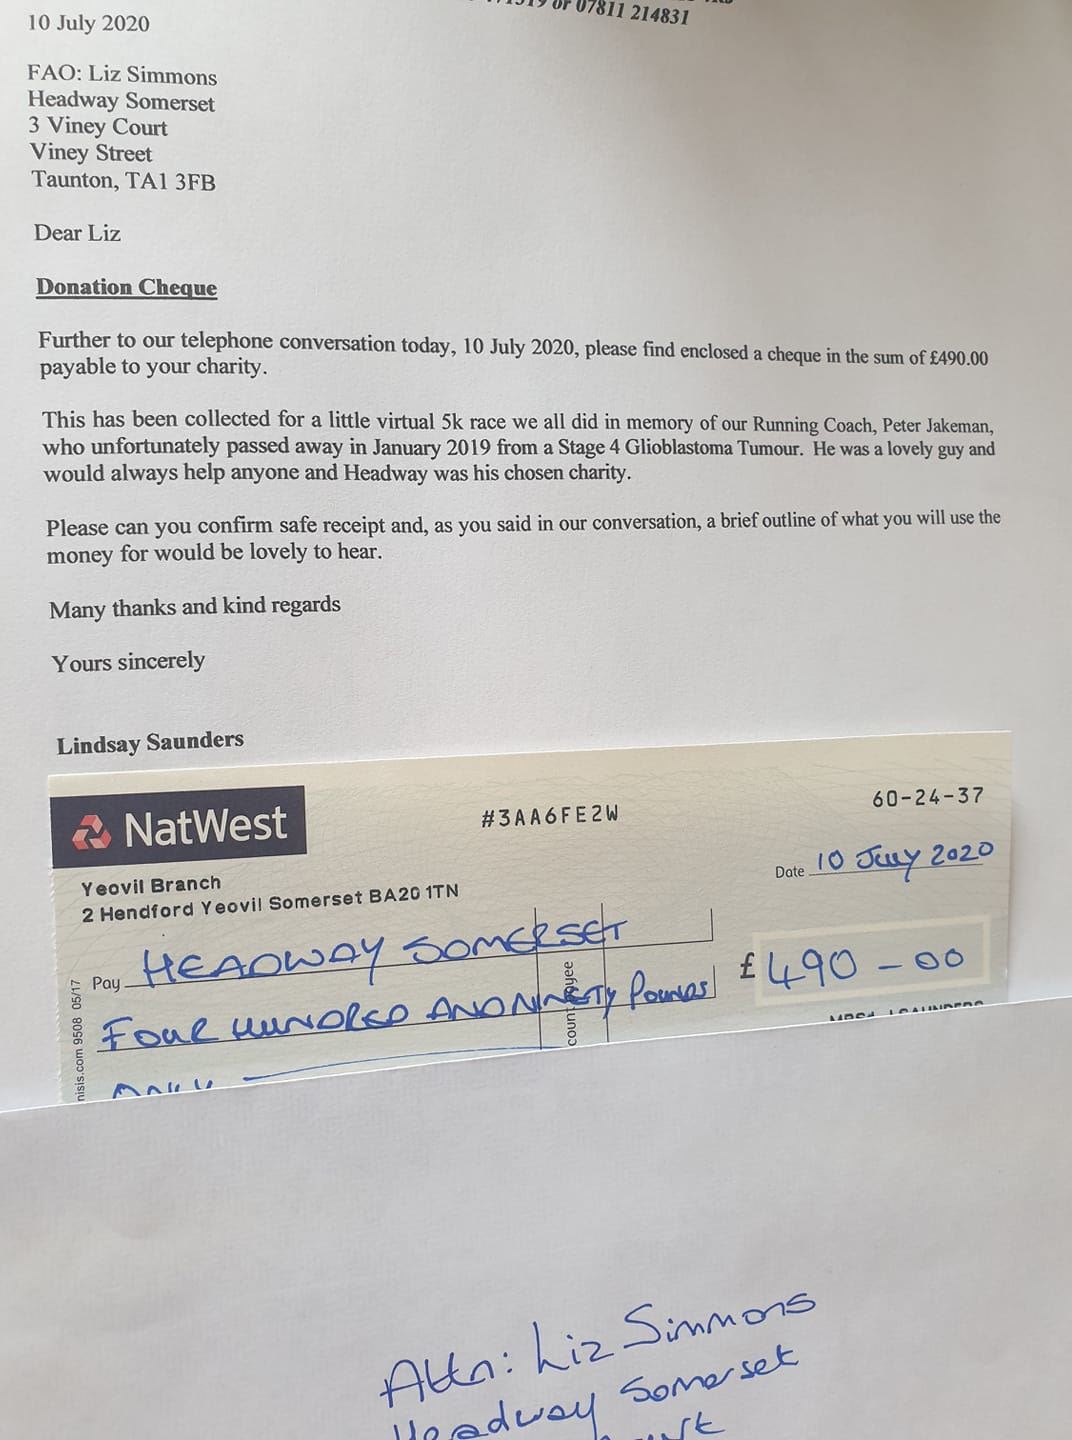 or 07811 214831
10 July 2020
FAO: Liz Simmons
Headway Somerset
3 Viney Court
Viney Street
Taunton, TA1 3FB
Dear Liz
Donation Cheque
Further to our telephone conversation today, 10 July 2020, please find enclosed a cheque in the sum of £490.00
payable to your charity.
This has been collected for a little virtual 5k race we all did in memory of our Running Coach, Peter Jakeman,
who unfortunately passed away in January 2019 from a Stage 4 Glioblastoma Tumour. He was a lovely guy and
would always help anyone and Headway was his chosen charity.
Please can you confirm safe receipt and, as you said in our conversation, a brief outline of what you will use the
money for would be lovely to hear.
Many thanks and kind regards
Yours sincerely
Lindsay Saunders
NatWest
#3AA6FE2W
60-24-37
Yeovil Branch
2 Hendford Yeovil Somerset BA20 1TN
Date 10 July 2020
Pay HEADWAY SOMERSET
£ 490 - 00
FOUR HUNDRED AND NINETY POUNDS
ONLY
nisis.com 9508 05/17
Attn: Liz Simmons
Headway Somerset